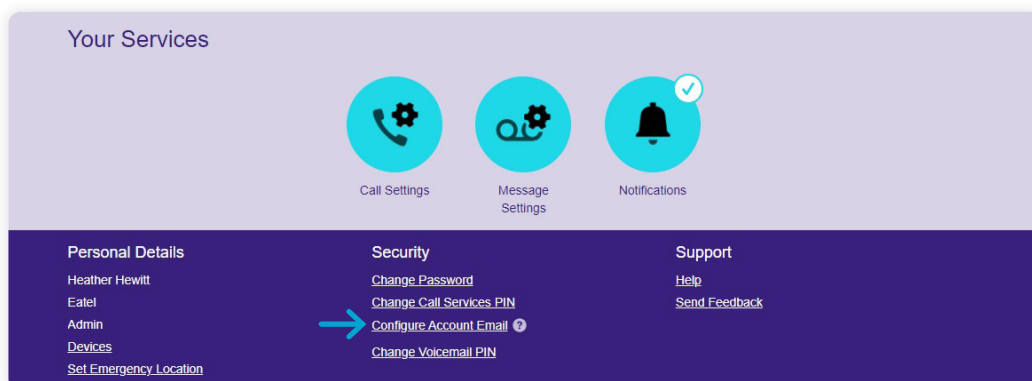 Your Services
Call Settings
Message
Settings
Notifications
Personal Details
Heather Hewitt
Eatel
Admin
Devices
Set Emergency Location
Security
Change Password
Change Call Services PIN
Configure Account Email ?
Change Voicemail PIN
Support
Help
Send Feedback